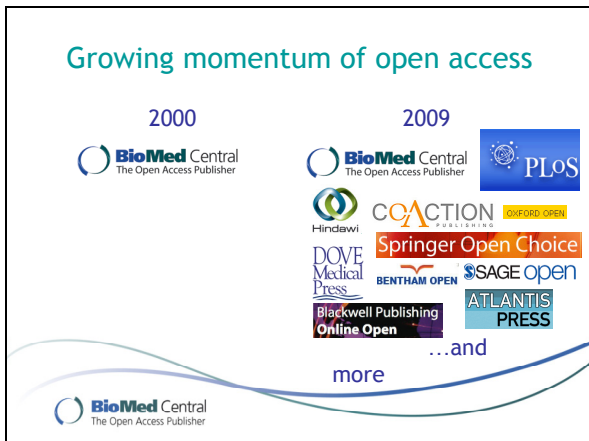 Growing momentum of open access
2000
2009
BioMed Central
The Open Access Publisher
BioMed Central
The Open Access Publisher
PLoS
Hindawi
COACTION
PUBLISHING
OXFORD OPEN
Springer Open Choice
DOVE
Medical
Press
BENTHAM OPEN
SSAGE open
ATLANTIS
PRESS
Blackwell Publishing
Online Open
...and
more
BioMed Central
The Open Access Publisher